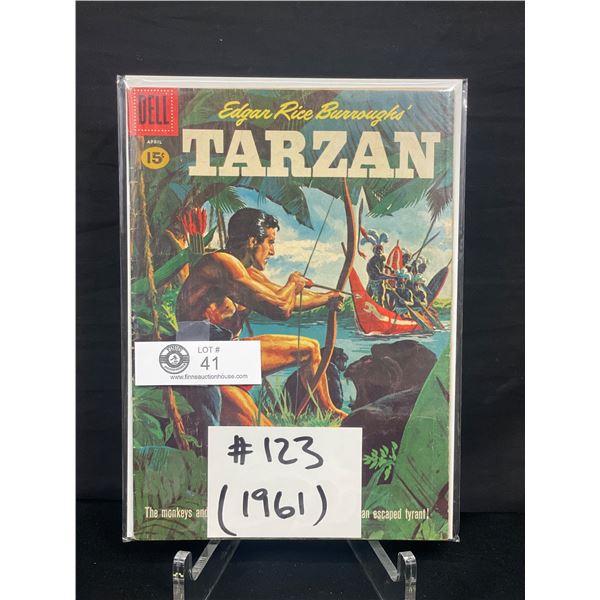 DELL
APRIL
15¢
Edgar Rice Burroughs'
TARZAN
LOT #
41
www.finnsauctionhouse.com
#123
(1961)
The monkeys and
an escaped tyrant!